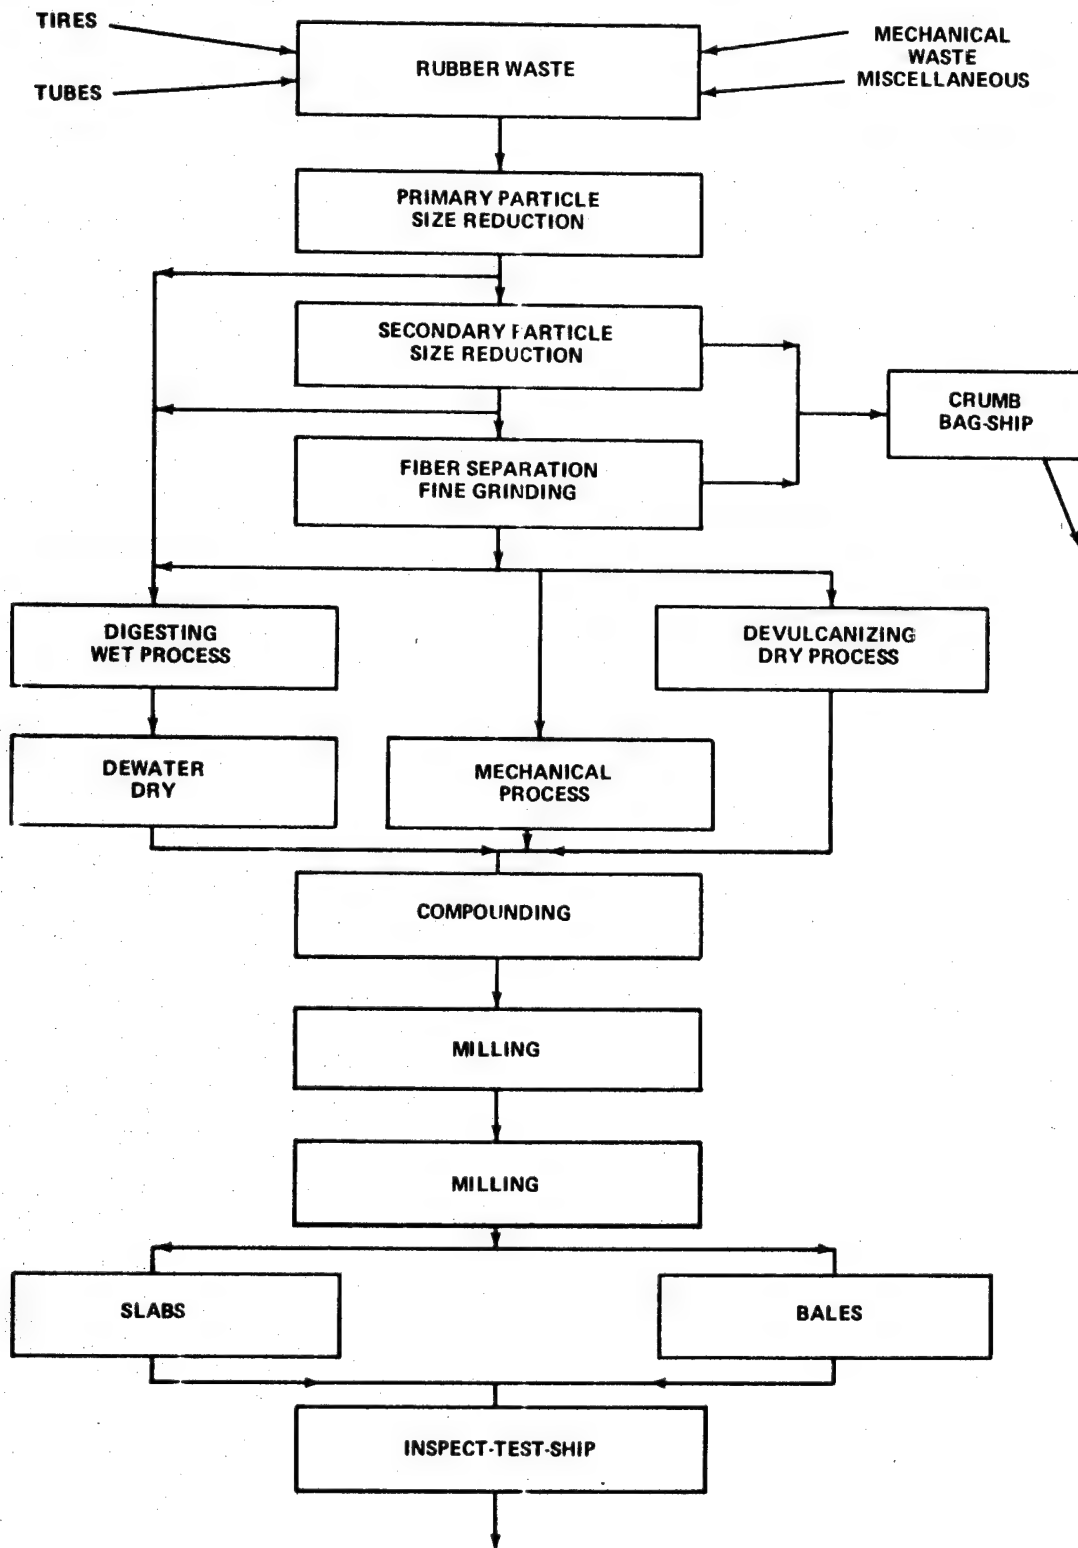 TIRES
TUBES
RUBBER WASTE
MECHANICAL
WASTE
MISCELLANEOUS
PRIMARY PARTICLE
SIZE REDUCTION
SECONDARY PARTICLE
SIZE REDUCTION
CRUMB
BAG-SHIP
FIBER SEPARATION
FINE GRINDING
DIGESTING
WET PROCESS
DEVULCANIZING
DRY PROCESS
DEWATER
DRY
MECHANICAL
PROCESS
COMPOUNDING
MILLING
MILLING
SLABS
BALES
INSPECT-TEST-SHIP